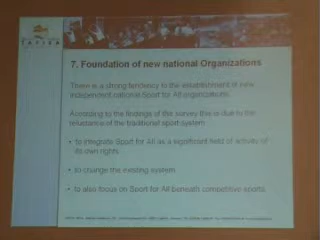 TAFISA
7. Foundation of new national Organizations
There is a strong tendency to the establishment of new
independent national Sport for All organizations.
According to the findings of the survey this is due to the
reluctance of the traditional sport system
• to integrate Sport for All as a significant field of activity of
its own rights
• to change the existing system
• to also focus on Sport for All beneath competitive sports